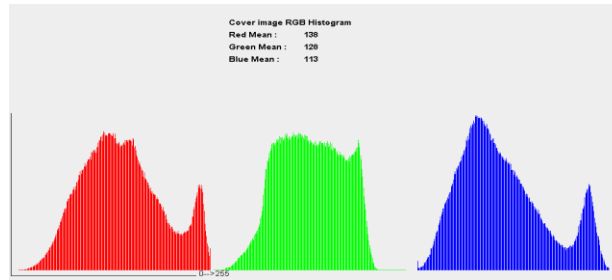 Cover image RGB Histogram
Red Mean : 138
Green Mean : 128
Blue Mean : 113
0-->255